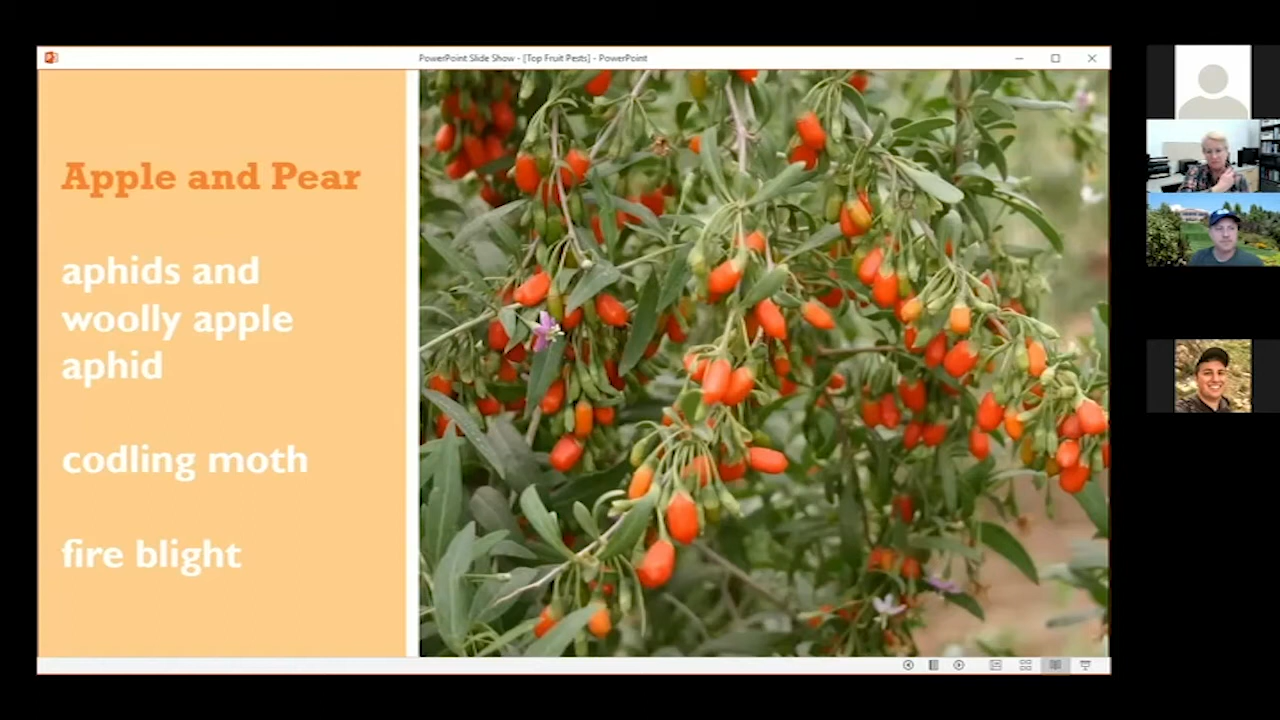 PowerPoint Slide Show - [Top Fruit Pests] - PowerPoint
Apple and Pear
aphids and
woolly apple
aphid
codling moth
fire blight